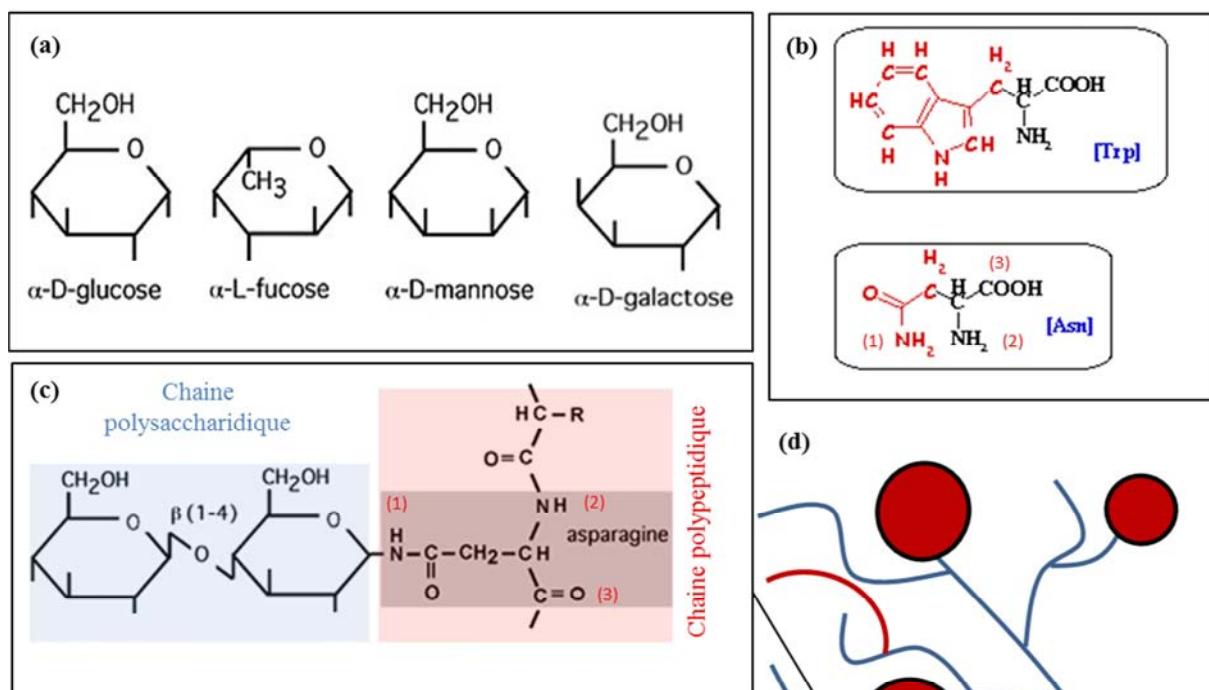 (a)
CH₂OH
O
α-D-glucose
O
CH3
α-L-fucose
CH₂OH
O
α-D-mannose
CH₂OH
O
α-D-galactose
(b)
H H
C=C
HC C
C
H
N
H
CH
H₂
C
H
C
COOH
NH₂
[Trp]
H₂
(3)
O
C
H
C
COOH
(1) NH₂
NH₂ (2)
[Asn]
(c)
Chaine
polysaccharidique
CH₂OH
O
β (1-4)
O
CH₂OH
O
(1)
H
N
C
O
CH₂
CH
HC–R
O=C
NH
(2)
asparagine
C=O
(3)
Chaine polypeptidique
(d)